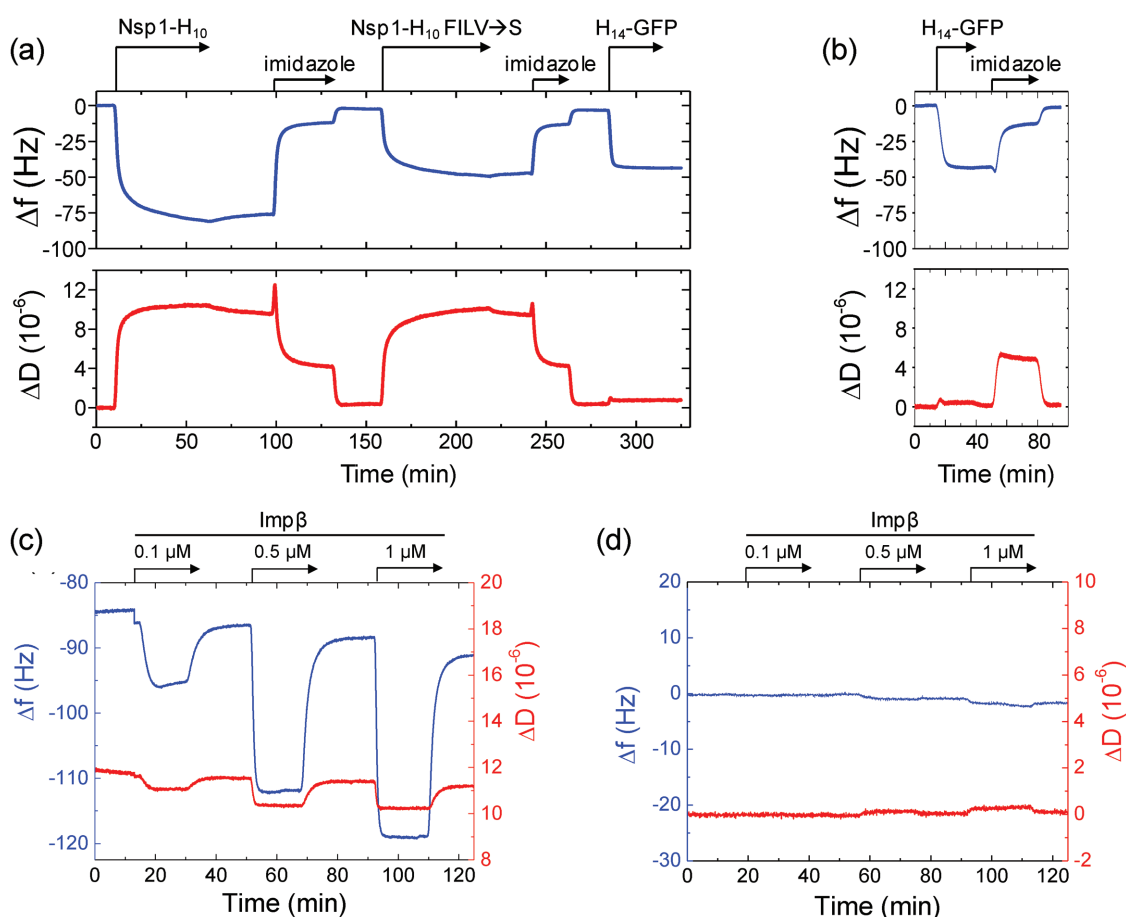 (a)
Nsp1-H10
imidazole
Nsp1-H10 FILV→S
imidazole
H14-GFP
Δf (Hz)
0
-25
-50
-75
-100
ΔD (10-6)
12
8
4
0
0 50 100 150 200 250 300
Time (min)
(b)
H14-GFP
imidazole
Δf (Hz)
0
-25
-50
-75
-100
ΔD (10-6)
12
8
4
0
0 20 40 60 80
Time (min)
(c)
Impβ
0.1 µM 0.5 µM 1 µM
Δf (Hz)
-80
-90
-100
-110
-120
ΔD (10-6)
20
18
16
14
12
10
8
0 20 40 60 80 100 120
Time (min)
(d)
Impβ
0.1 µM 0.5 µM 1 µM
Δf (Hz)
20
10
0
-10
-20
-30
ΔD (10-6)
10
8
6
4
2
0
-2
0 20 40 60 80 100 120
Time (min)